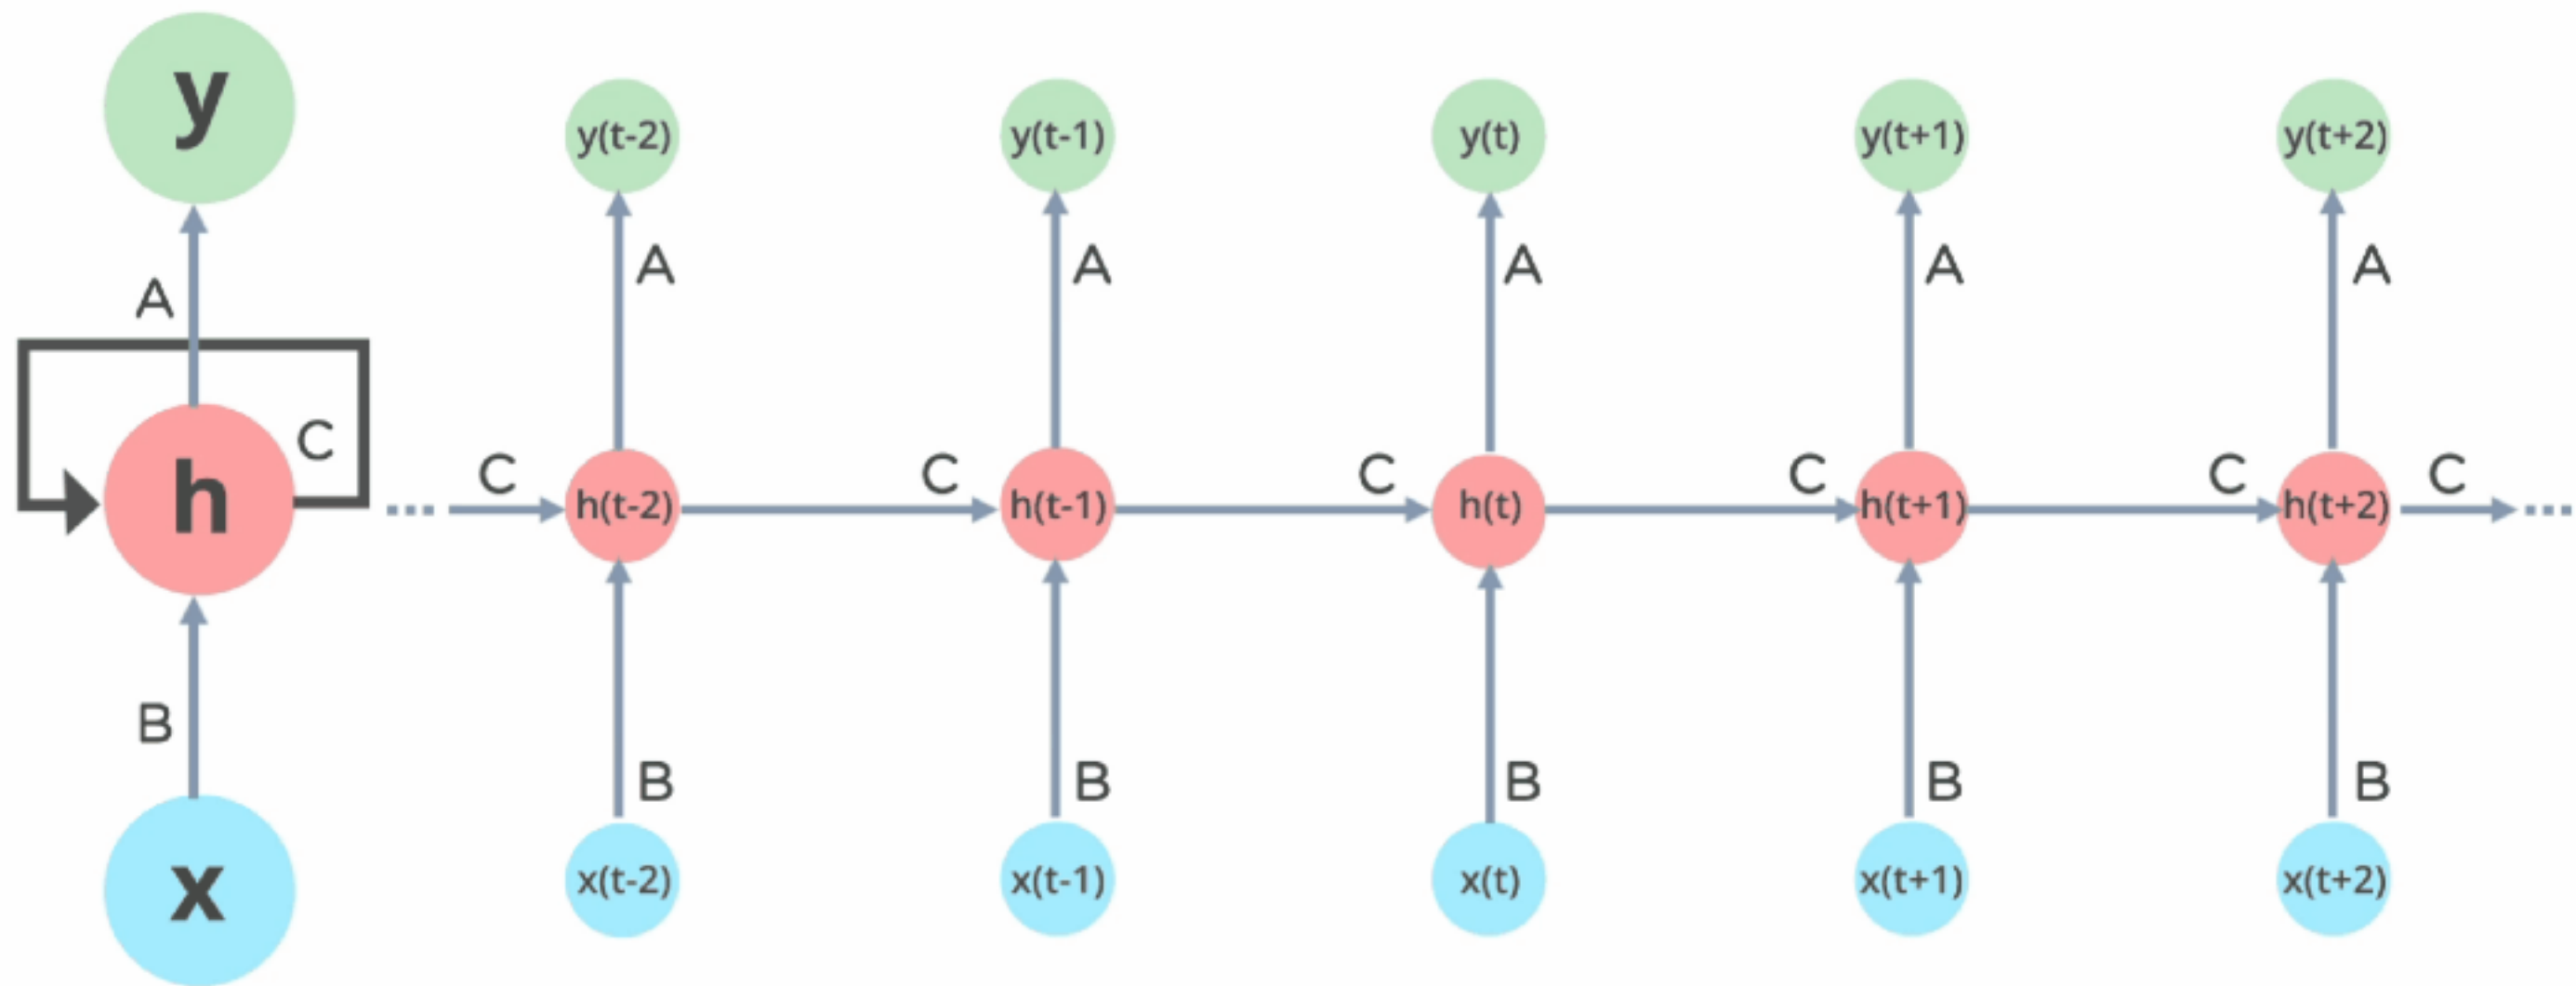 y
y(t-2) y(t-1) y(t) y(t+1) y(t+2)
A A A A A A
C C C C C C C
h h(t-2) h(t-1) h(t) h(t+1) h(t+2)
B B B B B B
x x(t-2) x(t-1) x(t) x(t+1) x(t+2)